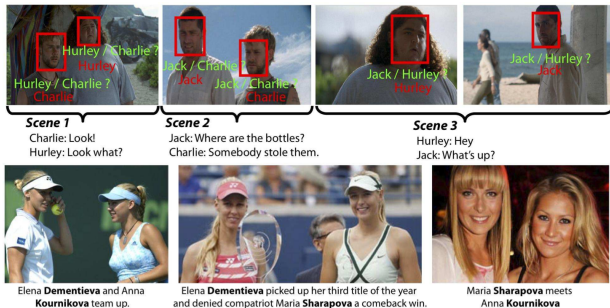 Hurley / Charlie ?
Hurley
Hurley / Charlie ?
Charlie
Jack / Charlie ?
Jack
Jack / Charlie ?
Charlie
Jack / Hurley ?
Hurley
Jack / Hurley ?
Jack
Scene 1
Charlie: Look!
Hurley: Look what?
Scene 2
Jack: Where are the bottles?
Charlie: Somebody stole them.
Scene 3
Hurley: Hey
Jack: What's up?
Elena Dementieva and Anna
Kournikova team up.
Elena Dementieva picked up her third title of the year
and denied compatriot Maria Sharapova a comeback win.
Maria Sharapova meets
Anna Kournikova